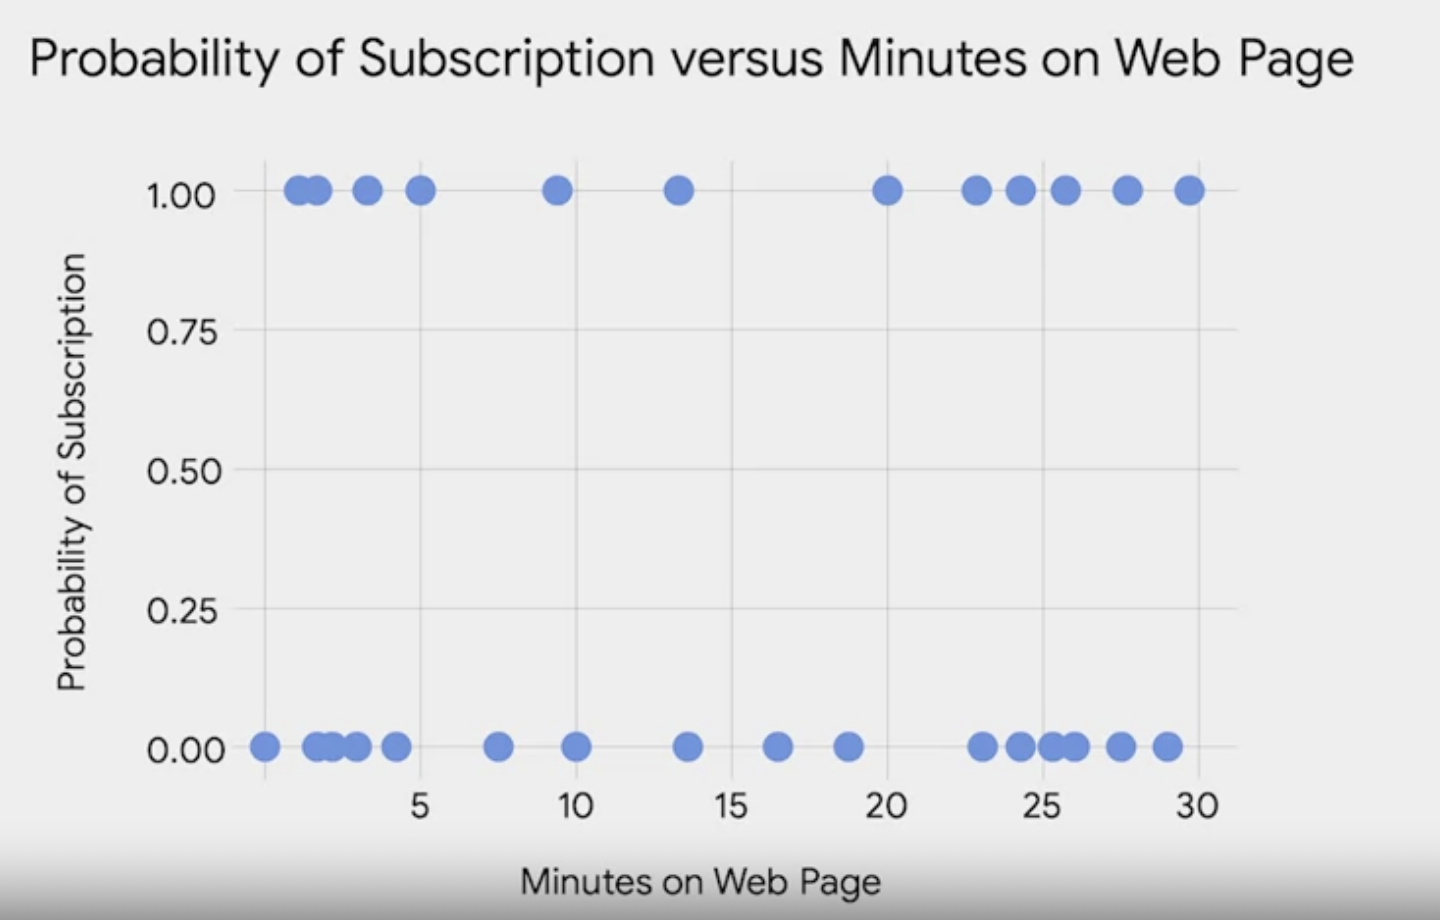 Probability of Subscription versus Minutes on Web Page
1.00
0.75
0.50
0.25
0.00
Probability of Subscription
5 10 15 20 25 30
Minutes on Web Page